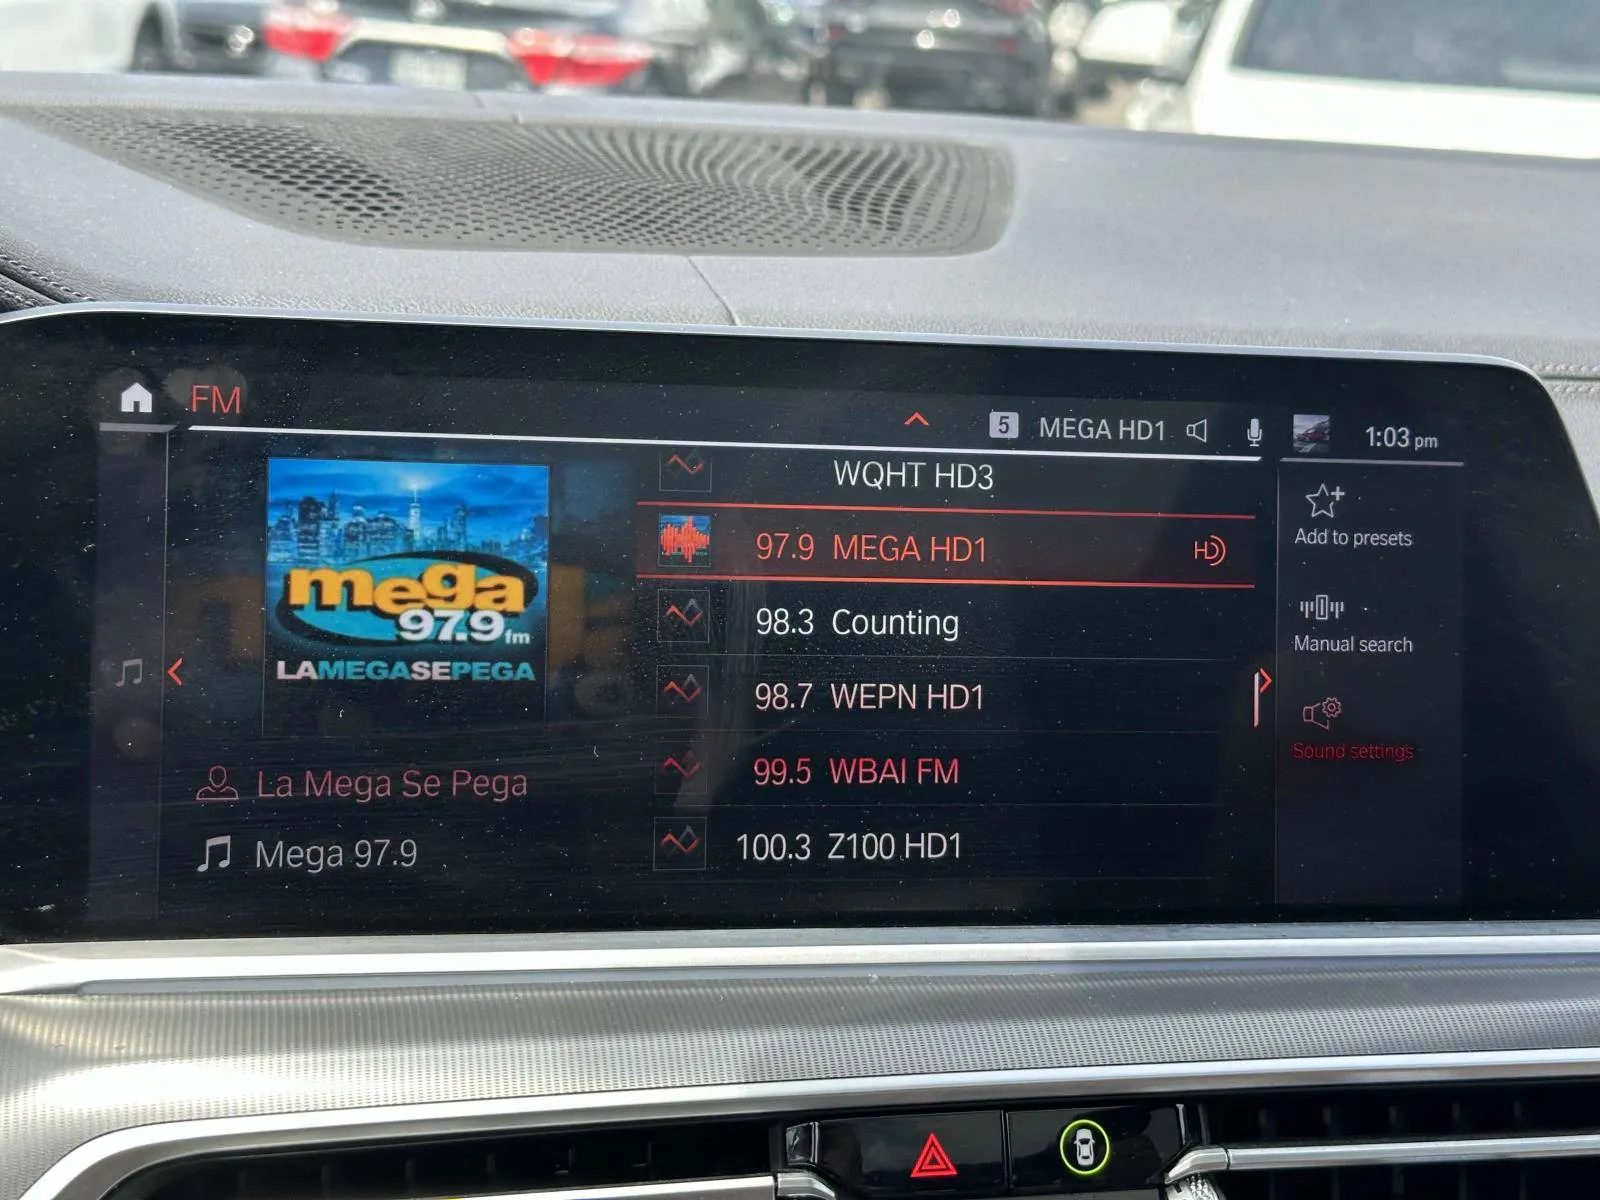 FM
5 MEGA HD1
1:03 pm
mega
97.9 fm
LAMEGASEPEGA
La Mega Se Pega
Mega 97.9
WQHT HD3
97.9 MEGA HD1 HD
98.3 Counting
98.7 WEPN HD1
99.5 WBAI FM
100.3 Z100 HD1
Add to presets
Manual search
Sound settings